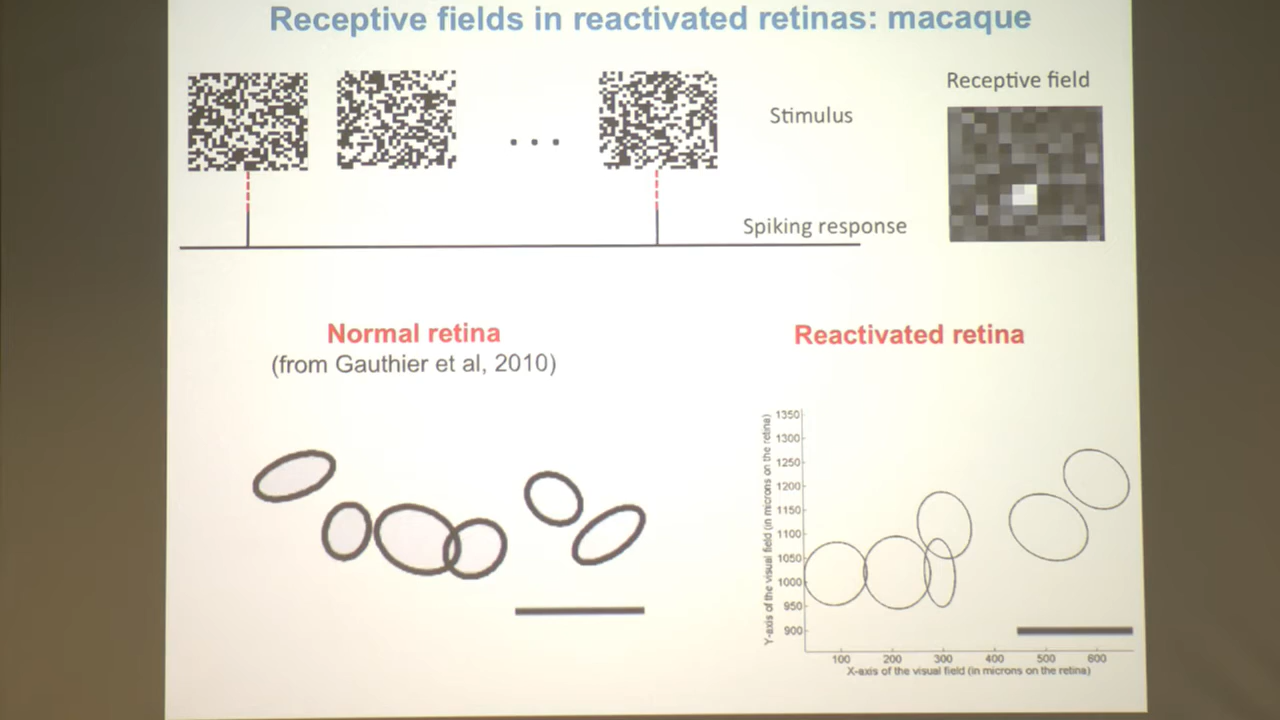 Receptive fields in reactivated retinas: macaque
Receptive field
Stimulus
. . .
Spiking response
Normal retina
(from Gauthier et al, 2010)
Reactivated retina
Y-axis of the visual field (in microns on the retina)
1350
1300
1250
1200
1150
1100
1050
1000
950
900
100 200 300 400 500 600
X-axis of the visual field (in microns on the retina)